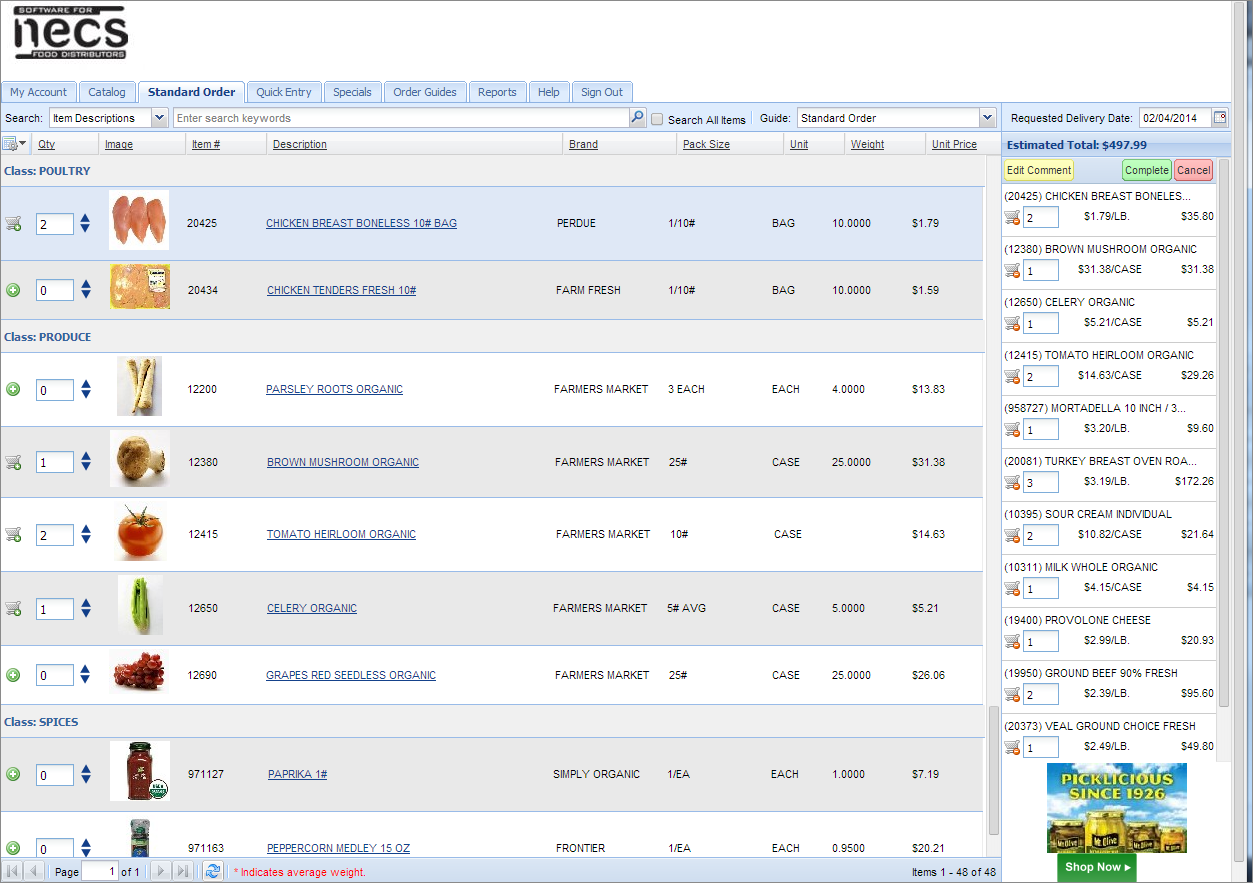 SOFTWARE FOR
necs
FOOD DISTRIBUTORS
My Account Catalog Standard Order Quick Entry Specials Order Guides Reports Help Sign Out
Search: Item Descriptions Enter search keywords Search All Items Guide: Standard Order Requested Delivery Date: 02/04/2014
Qty Image Item # Description Brand Pack Size Unit Weight Unit Price
Class: POULTRY
2 20425 CHICKEN BREAST BONELESS 10# BAG PERDUE 1/10# BAG 10.0000 $1.79
0 20434 CHICKEN TENDERS FRESH 10# FARM FRESH 1/10# BAG 10.0000 $1.59
Class: PRODUCE
0 12200 PARSLEY ROOTS ORGANIC FARMERS MARKET 3 EACH EACH 4.0000 $13.83
1 12380 BROWN MUSHROOM ORGANIC FARMERS MARKET 25# CASE 25.0000 $31.38
2 12415 TOMATO HEIRLOOM ORGANIC FARMERS MARKET 10# CASE $14.63
1 12650 CELERY ORGANIC FARMERS MARKET 5# AVG CASE 5.0000 $5.21
0 12690 GRAPES RED SEEDLESS ORGANIC FARMERS MARKET 25# CASE 25.0000 $26.06
Class: SPICES
0 971127 PAPRIKA 1# SIMPLY ORGANIC 1/EA EACH 1.0000 $7.19
0 971163 PEPPERCORN MEDLEY 15 OZ FRONTIER 1/EA EACH 0.9500 $20.21
Page 1 of 1 * Indicates average weight. Items 1 - 48 of 48
Estimated Total: $497.99
Edit Comment Complete Cancel
(20425) CHICKEN BREAST BONELES...
2 $1.79/LB. $35.80
(12380) BROWN MUSHROOM ORGANIC
1 $31.38/CASE $31.38
(12650) CELERY ORGANIC
1 $5.21/CASE $5.21
(12415) TOMATO HEIRLOOM ORGANIC
2 $14.63/CASE $29.26
(958727) MORTADELLA 10 INCH / 3...
1 $3.20/LB. $9.60
(20081) TURKEY BREAST OVEN ROA...
3 $3.19/LB. $172.26
(10395) SOUR CREAM INDIVIDUAL
2 $10.82/CASE $21.64
(10311) MILK WHOLE ORGANIC
1 $4.15/CASE $4.15
(19400) PROVOLONE CHEESE
1 $2.99/LB. $20.93
(19950) GROUND BEEF 90% FRESH
2 $2.39/LB. $95.60
(20373) VEAL GROUND CHOICE FRESH
1 $2.49/LB. $49.80
PICKLICIOUS
SINCE 1926
Mt. Olive Mt. Olive Mt. Olive
Shop Now